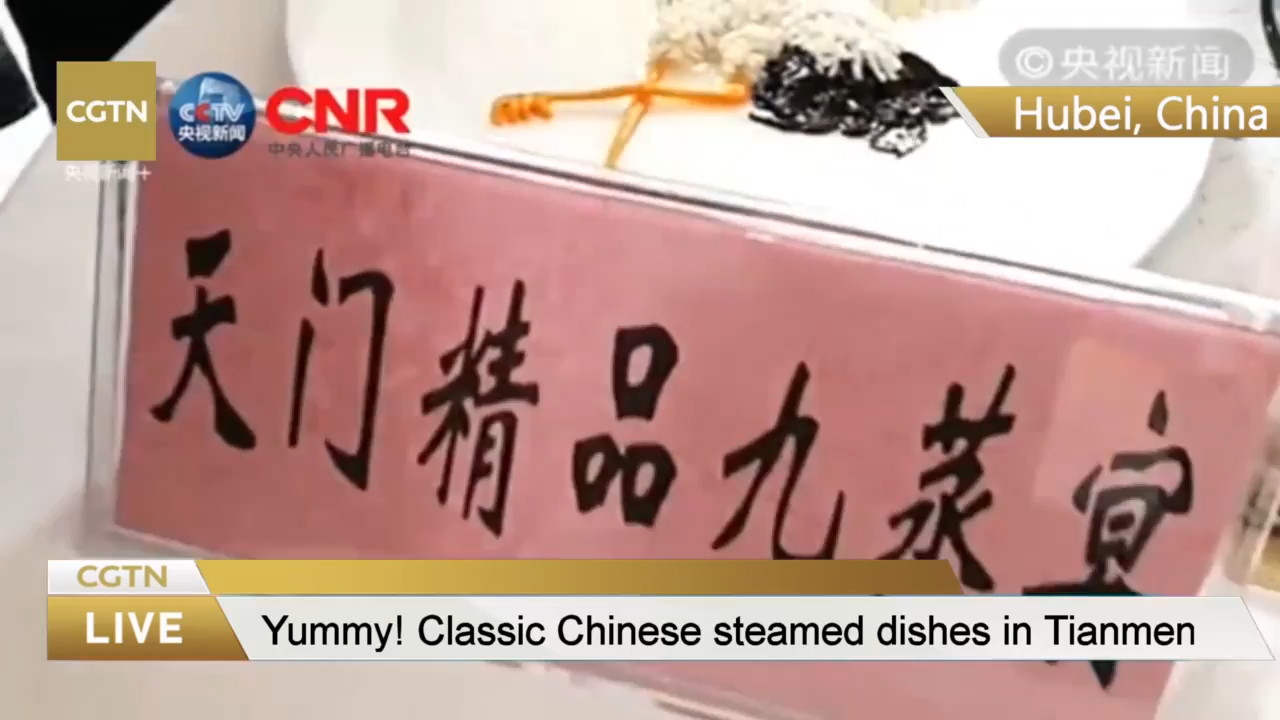 ©央视新闻
CGTN
CCTV
央视新闻
CNR
中央人民广播电台
央视新闻+
Hubei, China
天门精品九蒸宴
CGTN
LIVE
Yummy! Classic Chinese steamed dishes in Tianmen